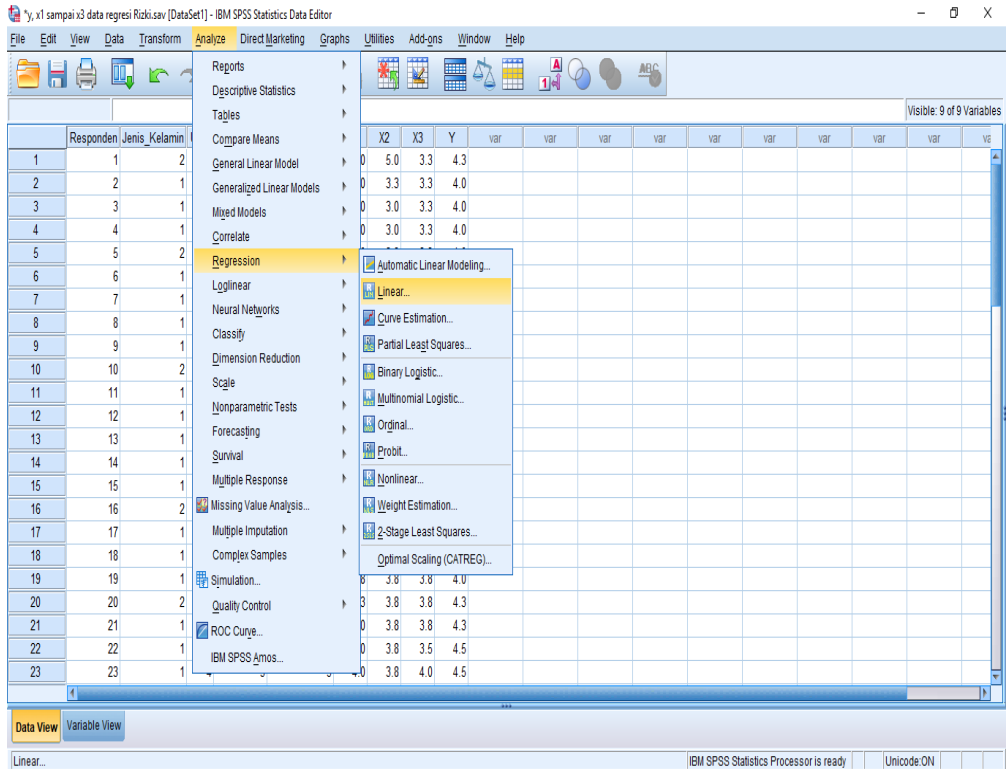 *y, x1 sampai x3 data regresi Rizki.sav [DataSet1] - IBM SPSS Statistics Data Editor
File Edit View Data Transform Analyze Direct Marketing Graphs Utilities Add-ons Window Help
Visible: 9 of 9 Variables
Reports
Descriptive Statistics
Tables
Compare Means
General Linear Model
Generalized Linear Models
Mixed Models
Correlate
Regression
Loglinear
Neural Networks
Classify
Dimension Reduction
Scale
Nonparametric Tests
Forecasting
Survival
Multiple Response
Missing Value Analysis...
Multiple Imputation
Complex Samples
Simulation...
Quality Control
ROC Curve...
IBM SPSS Amos...
Automatic Linear Modeling...
Linear...
Curve Estimation...
Partial Least Squares...
Binary Logistic...
Multinomial Logistic...
Ordinal...
Probit...
Nonlinear...
Weight Estimation...
2-Stage Least Squares...
Optimal Scaling (CATREG)...
Responden Jenis_Kelamin X2 X3 Y var var var var var var var var
1 1 2 5.0 3.3 4.3
2 2 1 3.3 3.3 4.0
3 3 1 3.0 3.3 4.0
4 4 1 3.0 3.3 4.0
5 5 2
6 6 1
7 7 1
8 8 1
9 9 1
10 10 2
11 11 1
12 12 1
13 13 1
14 14 1
15 15 1
16 16 2
17 17 1
18 18 1
19 19 1 3.8 3.8 4.0
20 20 2 3.8 3.8 4.3
21 21 1 3.8 3.8 4.3
22 22 1 3.8 3.5 4.5
23 23 1 3.8 4.0 4.5
Data View Variable View
Linear... IBM SPSS Statistics Processor is ready Unicode:ON